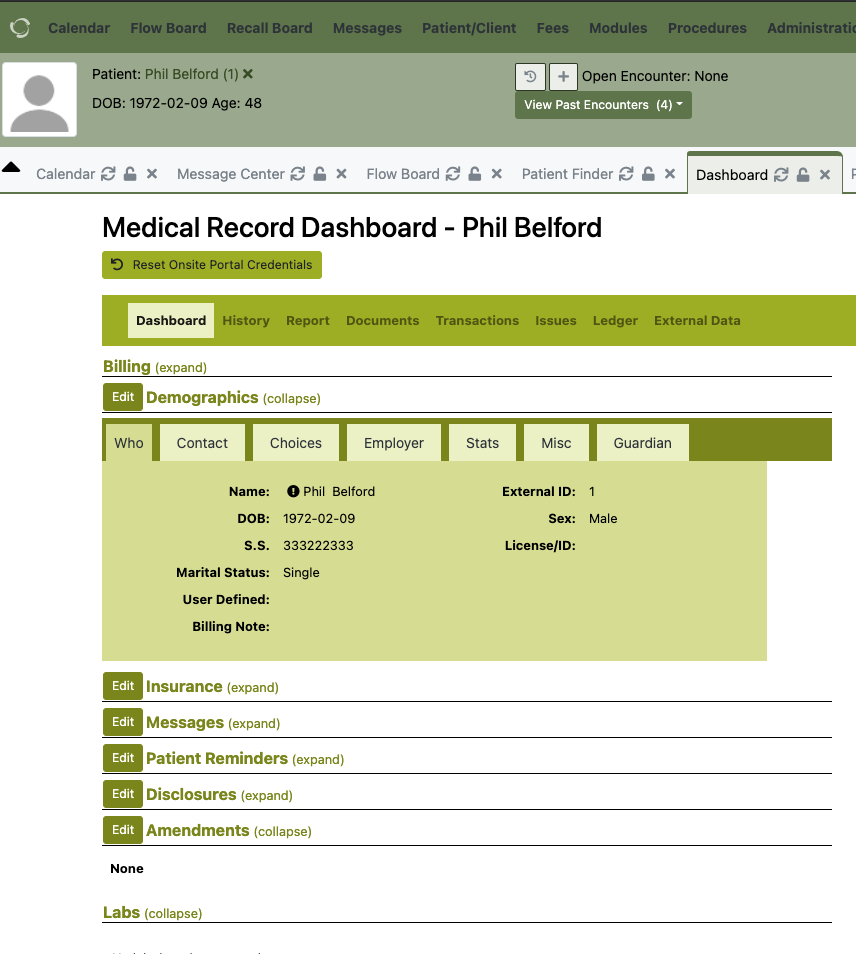 Calendar Flow Board Recall Board Messages Patient/Client Fees Modules Procedures
Patient: Phil Belford (1)
DOB: 1972-02-09 Age: 48
Open Encounter: None
View Past Encounters (4)
Calendar Message Center Flow Board Patient Finder Dashboard
Medical Record Dashboard - Phil Belford
Reset Onsite Portal Credentials
Dashboard History Report Documents Transactions Issues Ledger External Data
Billing (expand)
Edit Demographics (collapse)
Who Contact Choices Employer Stats Misc Guardian
Name: Phil Belford External ID: 1
DOB: 1972-02-09 Sex: Male
S.S. 333222333 License/ID:
Marital Status: Single
User Defined:
Billing Note:
Edit Insurance (expand)
Edit Messages (expand)
Edit Patient Reminders (expand)
Edit Disclosures (expand)
Edit Amendments (collapse)
None
Labs (collapse)